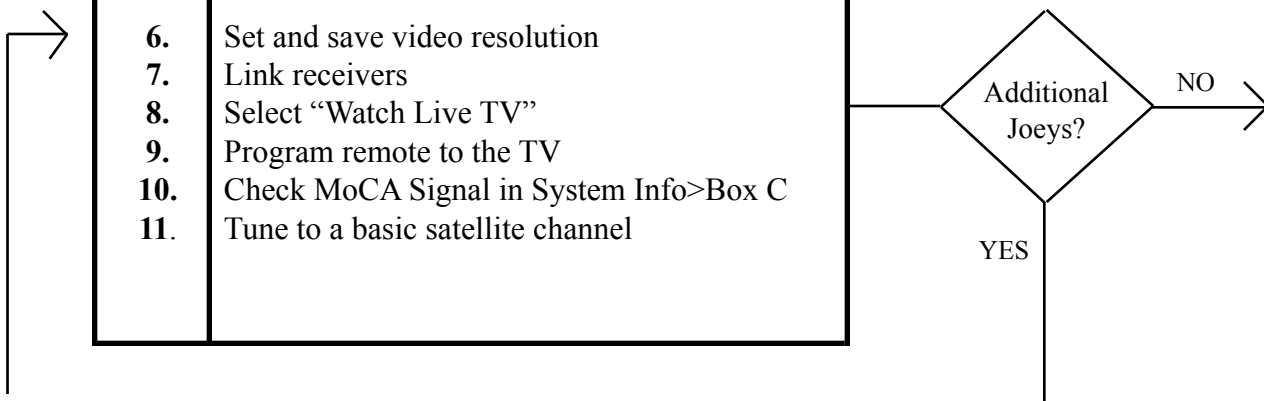 6. Set and save video resolution
7. Link receivers
8. Select “Watch Live TV”
9. Program remote to the TV
10. Check MoCA Signal in System Info>Box C
11. Tune to a basic satellite channel
Additional
Joeys?
NO
YES